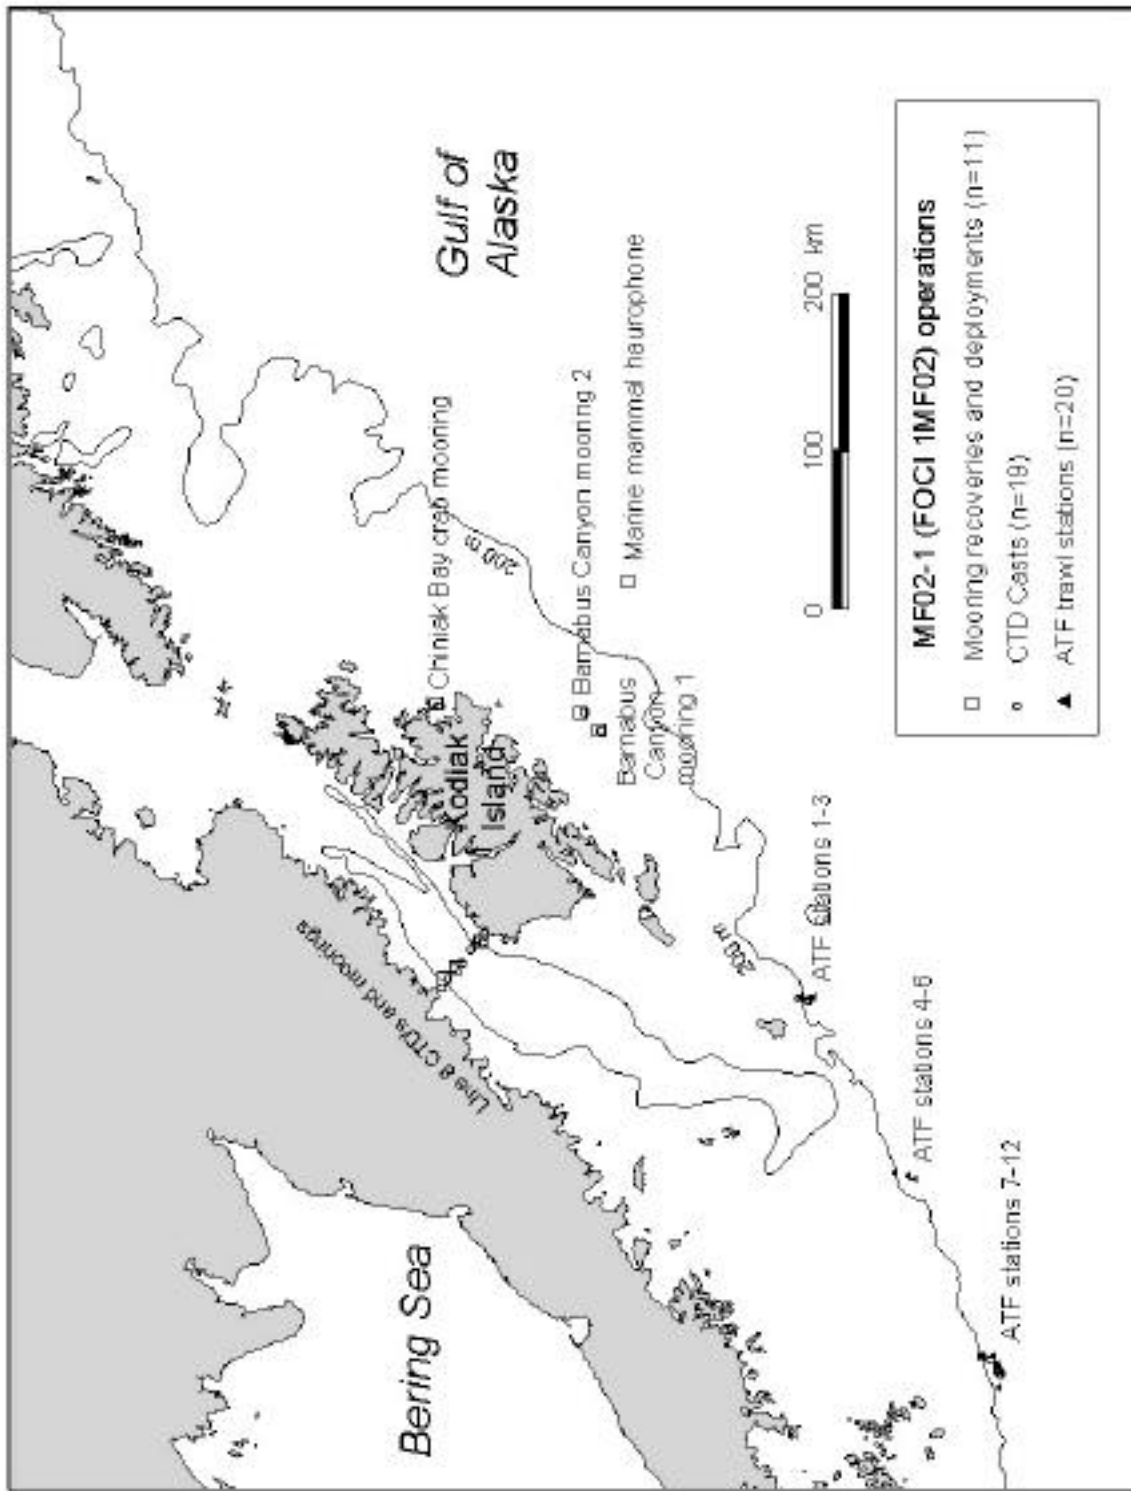 Bering Sea
Line 8 CTD's and moorings
Kodiak
Island
Chiniak Bay crab mooring
Gulf of
Alaska
Barnabus Canyon mooring 2
Barnabus
Canyon
mooring 1
Marine mammal haurophone
200 m
200 m
ATF Stations 1-3
ATF stations 4-6
ATF stations 7-12
0 100 200 km
MF02-1 (FOCI 1MF02) operations
Mooring recoveries and deployments (n=11)
CTD Casts (n=19)
ATF trawl stations (n=20)